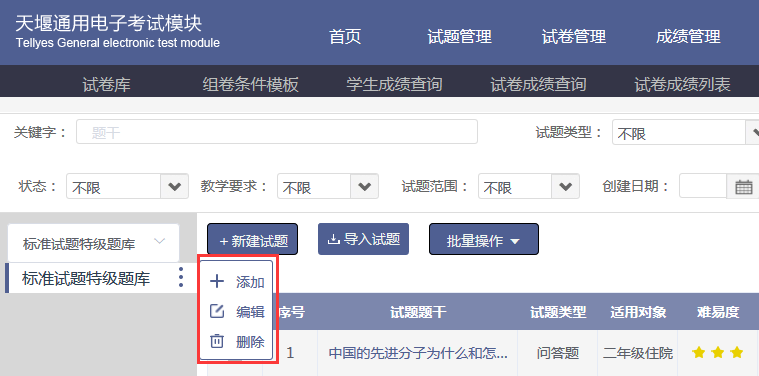 天堰通用电子考试模块
Tellyes General electronic test module
首页 试题管理 试卷管理 成绩管理
试卷库 组卷条件模板 学生成绩查询 试卷成绩查询 试卷成绩列表
关键字： 题干 试题类型： 不限
状态： 不限 教学要求： 不限 试题范围： 不限 创建日期：
标准试题特级题库 +新建试题 导入试题 批量操作
标准试题特级题库
添加
编辑
删除
序号 试题题干 试题类型 适用对象 难易度
1 中国的先进分子为什么和怎... 问答题 二年级住院